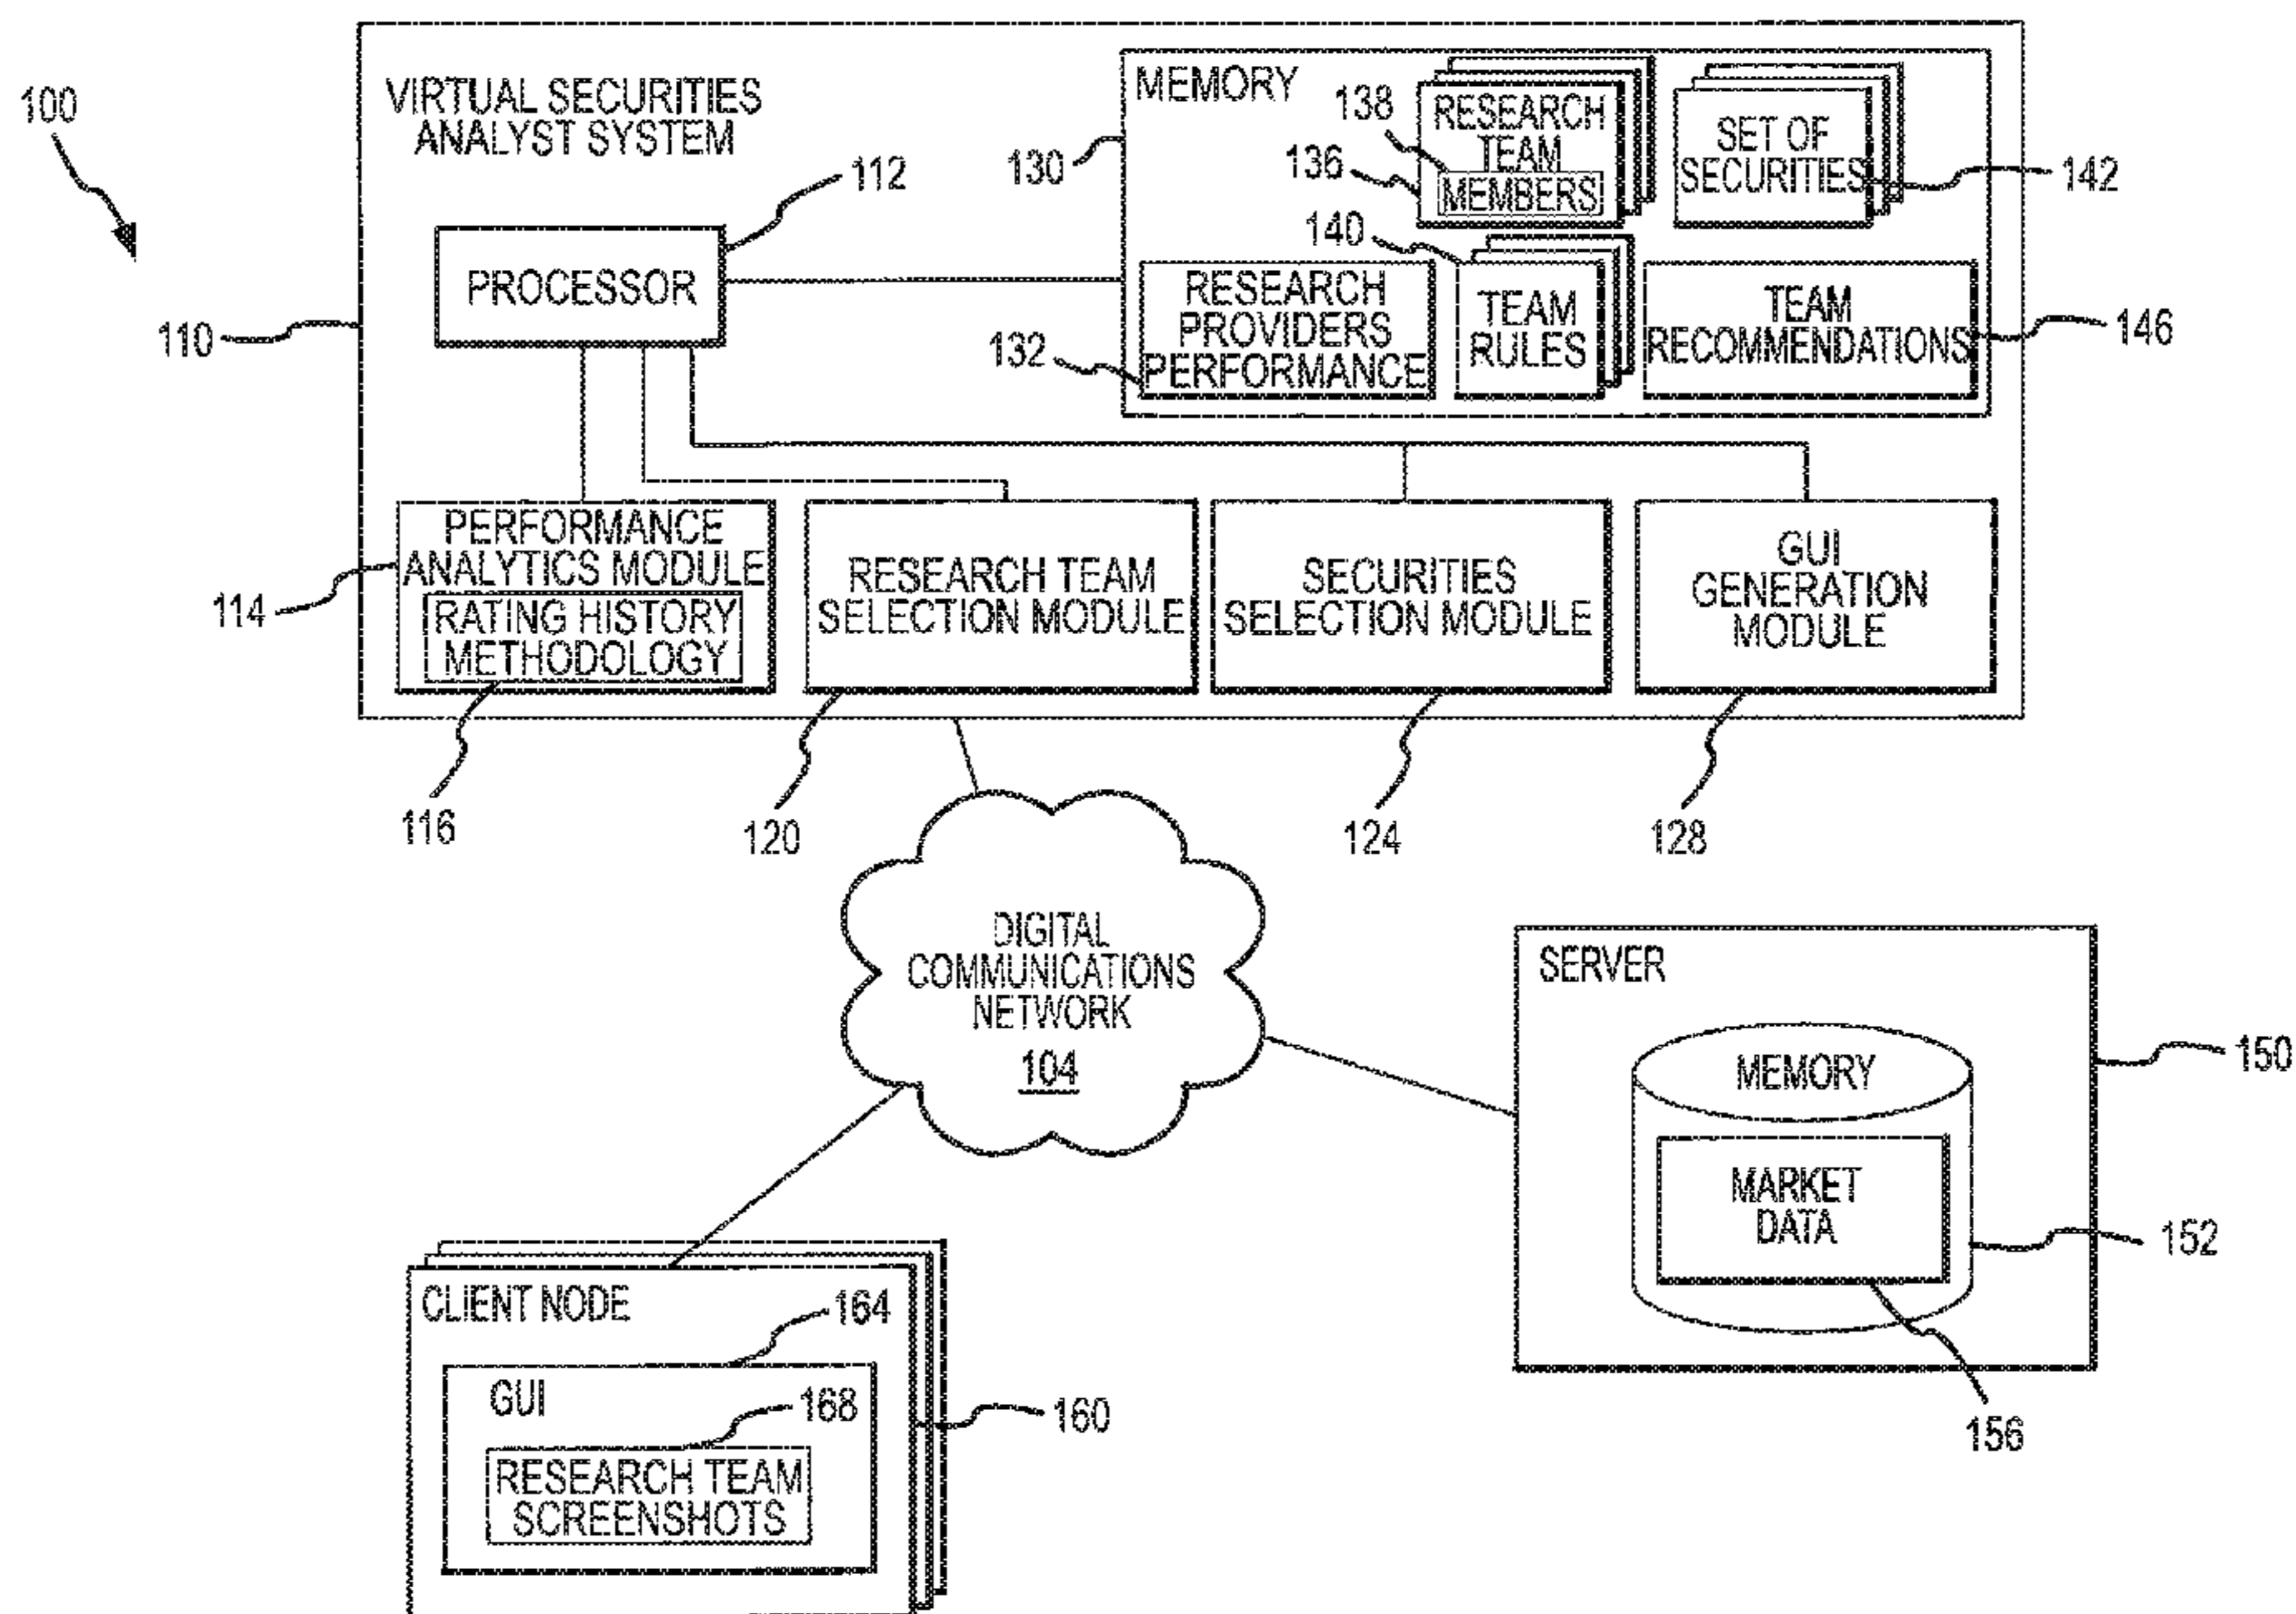 100
VIRTUAL SECURITIES
ANALYST SYSTEM
112
PROCESSOR
110
MEMORY
130
138
136
RESEARCH
TEAM
MEMBERS
SET OF
SECURITIES
142
140
RESEARCH
PROVIDERS
PERFORMANCE
132
TEAM
RULES
TEAM
RECOMMENDATIONS
146
PERFORMANCE
ANALYTICS MODULE
114
RATING HISTORY
METHODOLOGY
RESEARCH TEAM
SELECTION MODULE
SECURITIES
SELECTION MODULE
GUI
GENERATION
MODULE
116
120
124
128
DIGITAL
COMMUNICATIONS
NETWORK
104
SERVER
MEMORY
150
MARKET
DATA
152
156
CLIENT NODE
164
GUI
168
160
RESEARCH TEAM
SCREENSHOTS